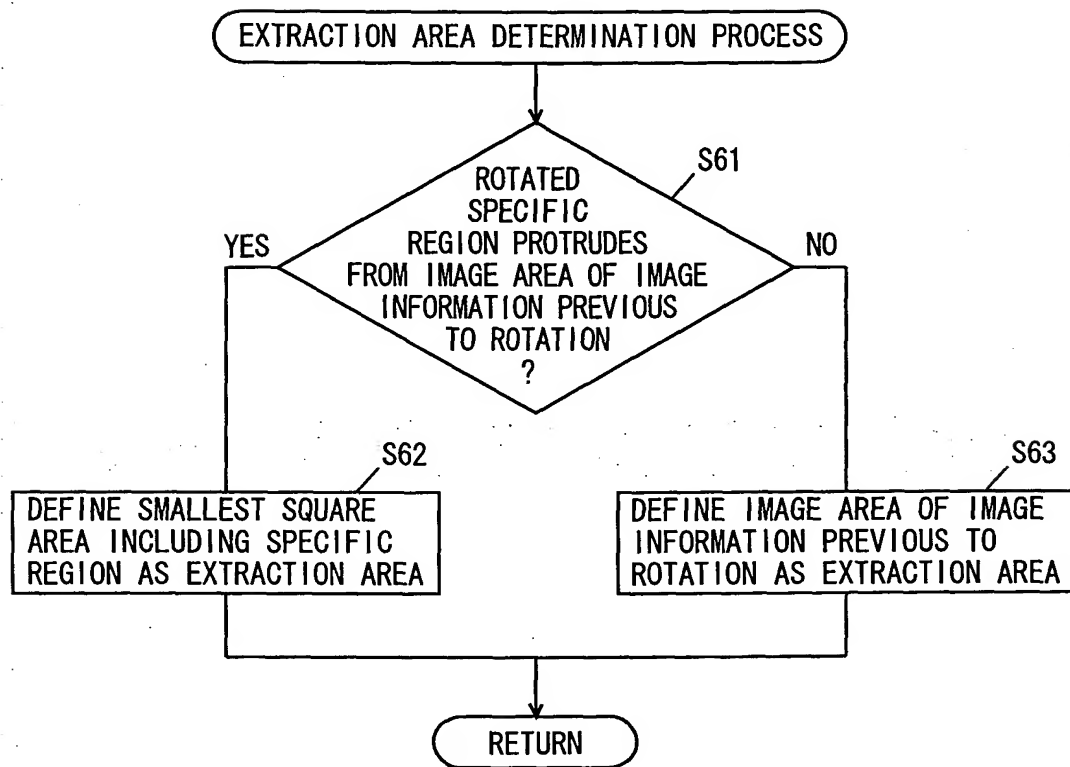 EXTRACTION AREA DETERMINATION PROCESS
S61
ROTATED
SPECIFIC
REGION PROTRUDES
FROM IMAGE AREA OF IMAGE
INFORMATION PREVIOUS
TO ROTATION
?
YES
NO
S62
DEFINE SMALLEST SQUARE
AREA INCLUDING SPECIFIC
REGION AS EXTRACTION AREA
S63
DEFINE IMAGE AREA OF IMAGE
INFORMATION PREVIOUS TO
ROTATION AS EXTRACTION AREA
RETURN